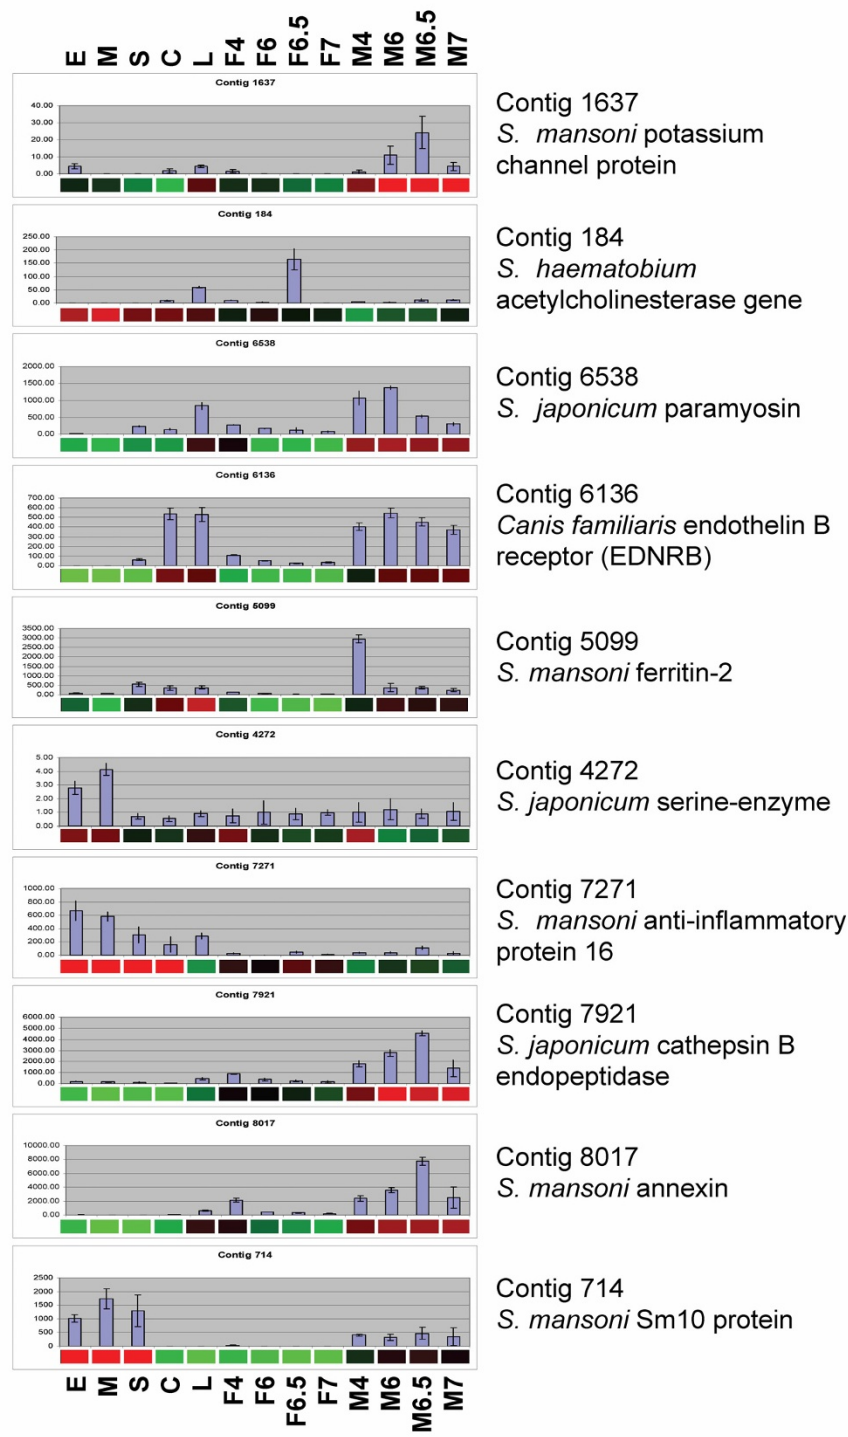 E M S C L F4 F6 F6.5 F7 M4 M6 M6.5 M7
Contig 1637
40.00
30.00
20.00
10.00
0.00
Contig 1637
S. mansoni potassium
channel protein
Contig 184
250.00
200.00
150.00
100.00
50.00
0.00
Contig 184
S. haematobium
acetylcholinesterase gene
Contig 6538
2000.00
1500.00
1000.00
500.00
0.00
Contig 6538
S. japonicum paramyosin
Contig 6136
700.00
600.00
500.00
400.00
300.00
200.00
100.00
0.00
Contig 6136
Canis familiaris endothelin B
receptor (EDNRB)
Contig 5099
3500.00
3000.00
2500.00
2000.00
1500.00
1000.00
500.00
0.00
Contig 5099
S. mansoni ferritin-2
Contig 4272
5.00
4.00
3.00
2.00
1.00
0.00
Contig 4272
S. japonicum serine-enzyme
Contig 7271
1000.00
800.00
600.00
400.00
200.00
0.00
Contig 7271
S. mansoni anti-inflammatory
protein 16
Contig 7921
6000.00
5000.00
4000.00
3000.00
2000.00
1000.00
0.00
Contig 7921
S. japonicum cathepsin B
endopeptidase
Contig 8017
10000.00
8000.00
6000.00
4000.00
2000.00
0.00
Contig 8017
S. mansoni annexin
Contig 714
2500
2000
1500
1000
500
0
Contig 714
S. mansoni Sm10 protein
E M S C L F4 F6 F6.5 F7 M4 M6 M6.5 M7